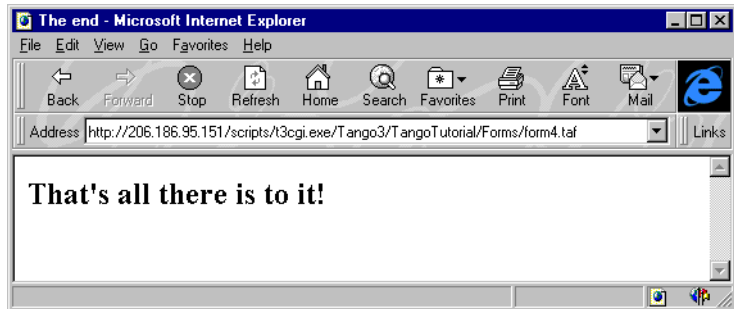 The end - Microsoft Internet Explorer
File Edit View Go Favorites Help
Back Forward Stop Refresh Home Search Favorites Print Font Mail
Address http://206.186.95.151/scripts/t3cgi.exe/Tango3/TangoTutorial/Forms/form4.taf Links
That's all there is to it!